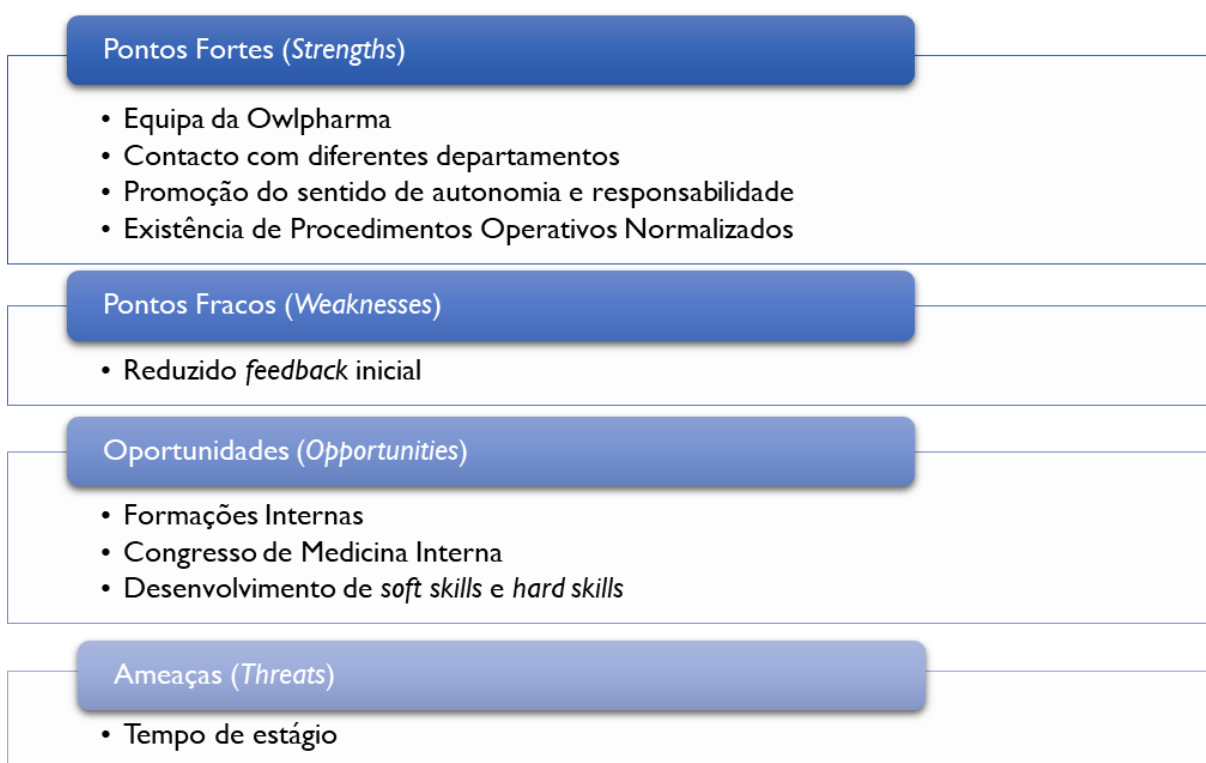 Pontos Fortes (Strengths)
• Equipa da Owlpharma
• Contacto com diferentes departamentos
• Promoção do sentido de autonomia e responsabilidade
• Existência de Procedimentos Operativos Normalizados
Pontos Fracos (Weaknesses)
• Reduzido feedback inicial
Oportunidades (Opportunities)
• Formações Internas
• Congresso de Medicina Interna
• Desenvolvimento de soft skills e hard skills
Ameaças (Threats)
• Tempo de estágio